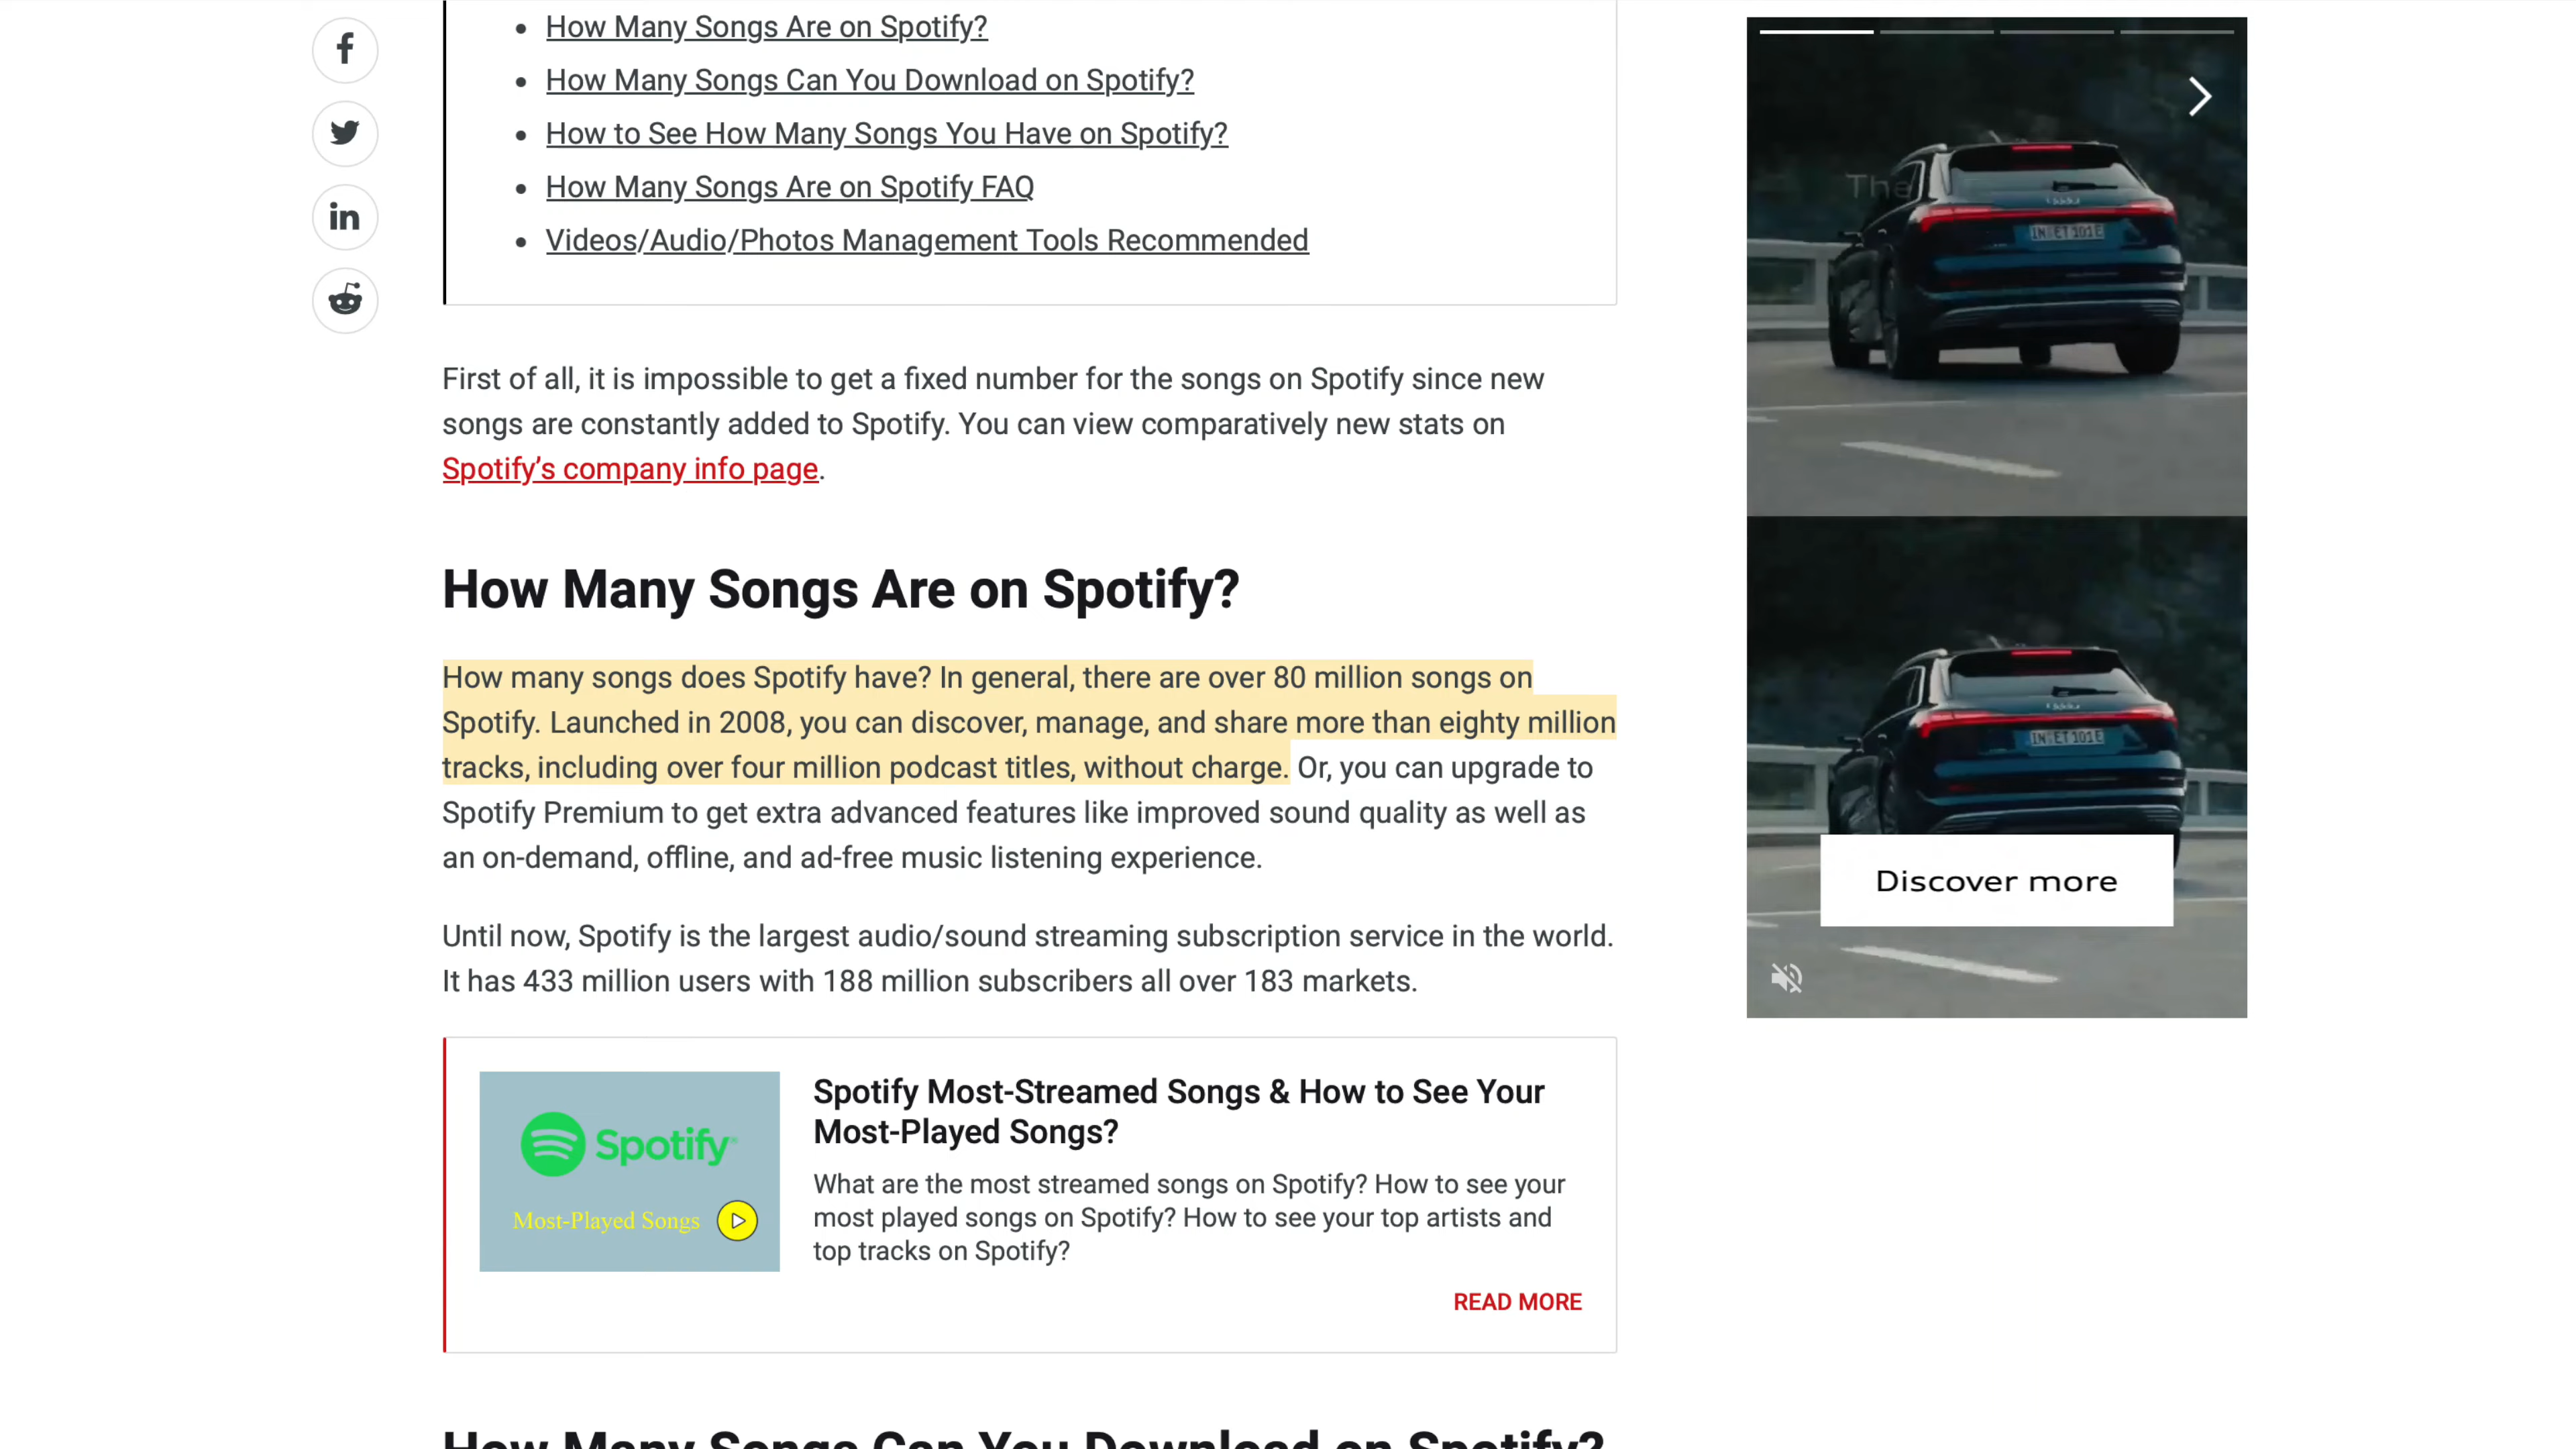 How Many Songs Are on Spotify?
How Many Songs Can You Download on Spotify?
How to See How Many Songs You Have on Spotify?
How Many Songs Are on Spotify FAQ
Videos/Audio/Photos Management Tools Recommended
First of all, it is impossible to get a fixed number for the songs on Spotify since new
songs are constantly added to Spotify. You can view comparatively new stats on
Spotify’s company info page.
How Many Songs Are on Spotify?
How many songs does Spotify have? In general, there are over 80 million songs on
Spotify. Launched in 2008, you can discover, manage, and share more than eighty million
tracks, including over four million podcast titles, without charge. Or, you can upgrade to
Spotify Premium to get extra advanced features like improved sound quality as well as
an on-demand, offline, and ad-free music listening experience.
Until now, Spotify is the largest audio/sound streaming subscription service in the world.
It has 433 million users with 188 million subscribers all over 183 markets.
Spotify
Most-Played Songs
Spotify Most-Streamed Songs & How to See Your
Most-Played Songs?
What are the most streamed songs on Spotify? How to see your
most played songs on Spotify? How to see your top artists and
top tracks on Spotify?
READ MORE
How Many Songs Can You Download on Spotify?
The
IN ET 101E
IN ET 101E
Discover more